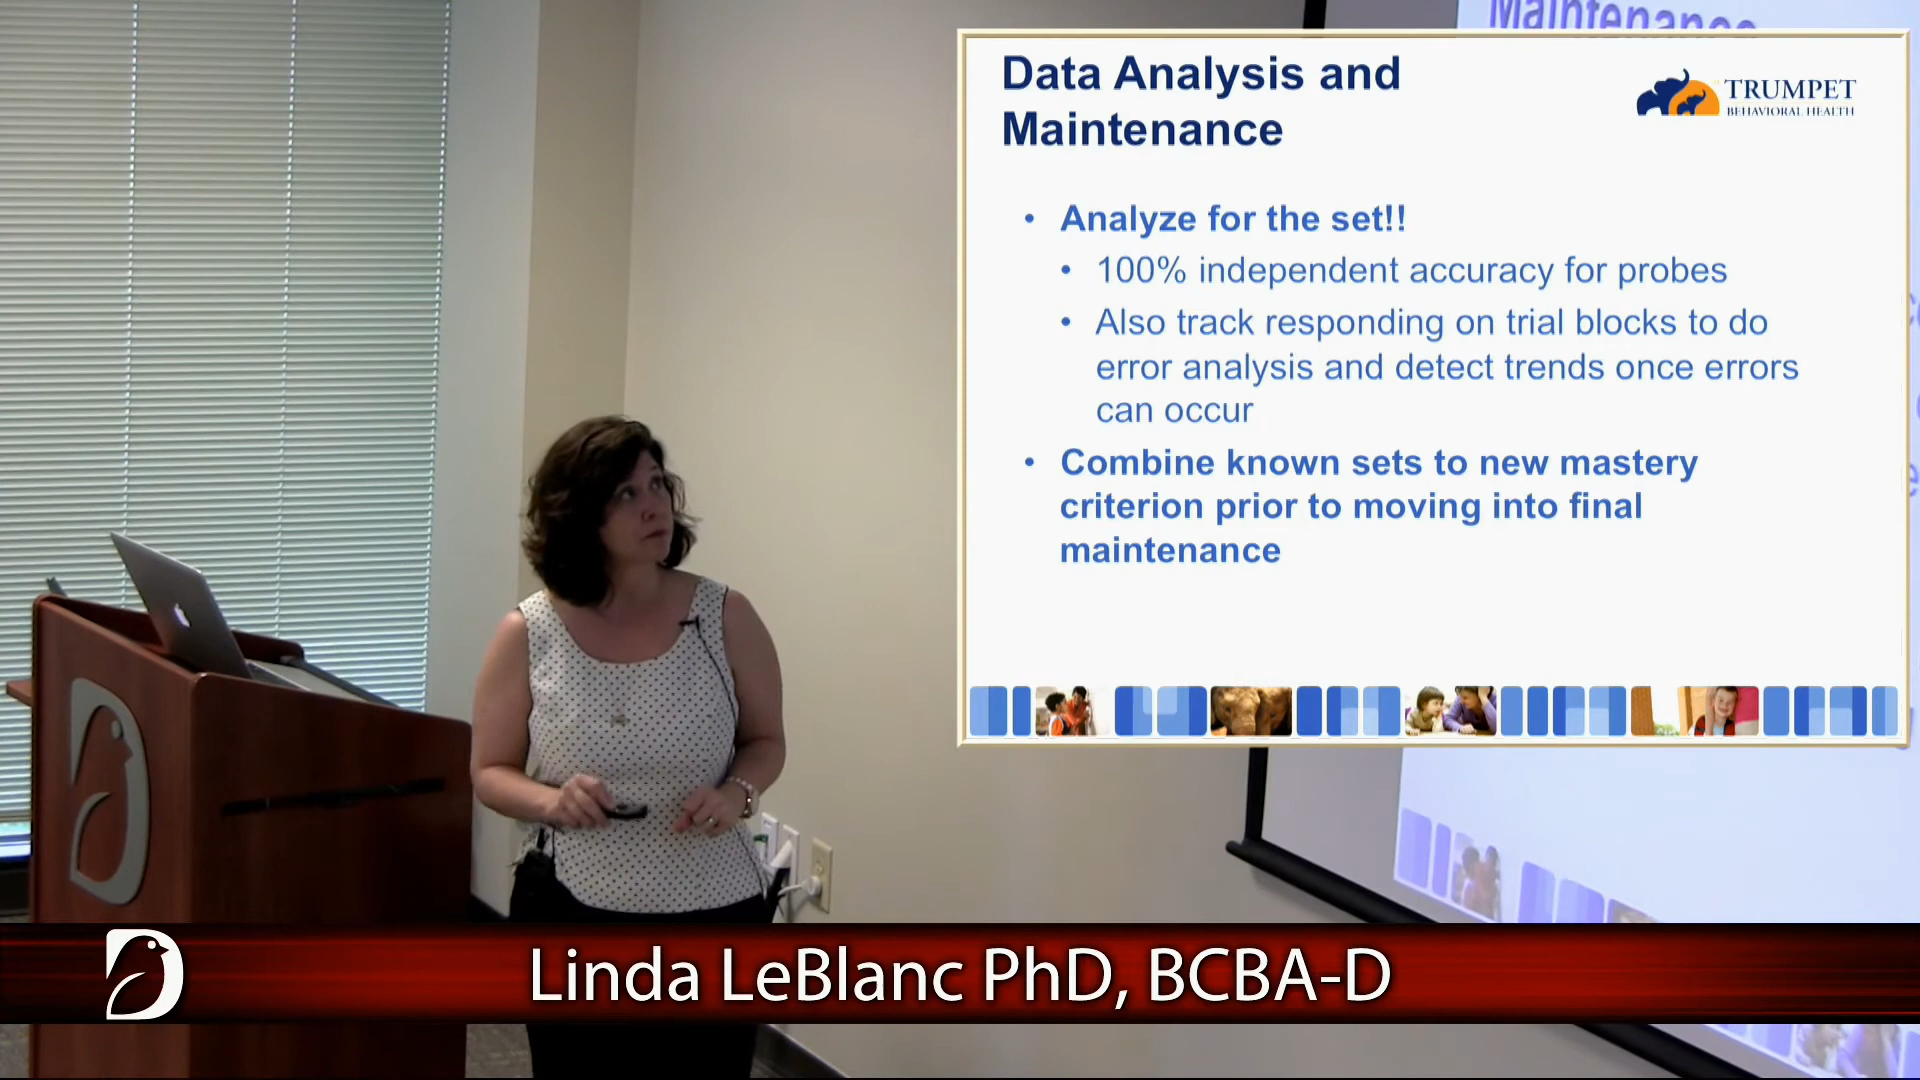 Maintenance
Data Analysis and
Maintenance
TRUMPET
BEHAVIORAL HEALTH
• Analyze for the set!!
• 100% independent accuracy for probes
• Also track responding on trial blocks to do
error analysis and detect trends once errors
can occur
• Combine known sets to new mastery
criterion prior to moving into final
maintenance
Linda LeBlanc PhD, BCBA-D